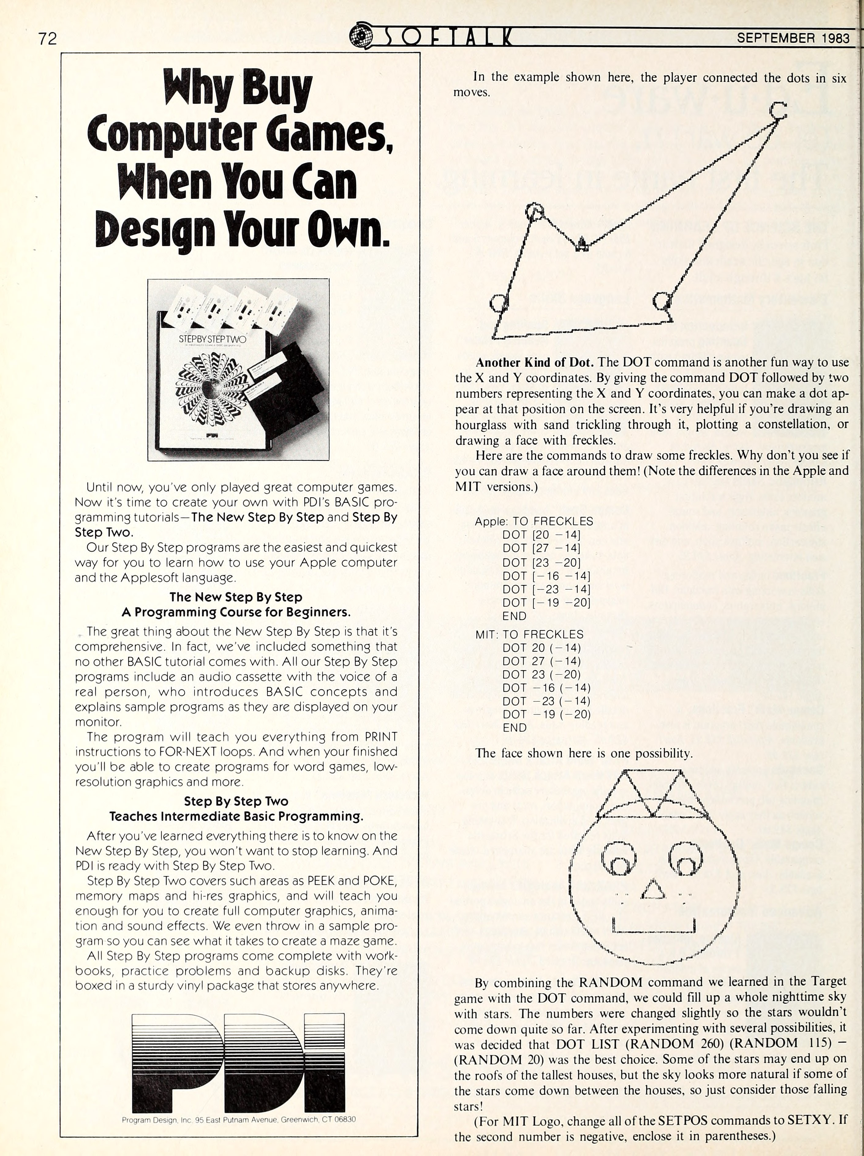 72
SOFTALK
SEPTEMBER 1983
Why Buy
Computer Games,
When You Can
Design Your Own.
STEP BY STEP TWO
Until now, you've only played great computer games.
Now it's time to create your own with PDI's BASIC pro-
gramming tutorials—The New Step By Step and Step By
Step Two.
Our Step By Step programs are the easiest and quickest
way for you to learn how to use your Apple computer
and the Applesoft language.
The New Step By Step
A Programming Course for Beginners.
The great thing about the New Step By Step is that it's
comprehensive. In fact, we've included something that
no other BASIC tutorial comes with. All our Step By Step
programs include an audio cassette with the voice of a
real person, who introduces BASIC concepts and
explains sample programs as they are displayed on your
monitor.
The program will teach you everything from PRINT
instructions to FOR-NEXT loops. And when your finished
you'll be able to create programs for word games, low-
resolution graphics and more.
Step By Step Two
Teaches Intermediate Basic Programming.
After you've learned everything there is to know on the
New Step By Step, you won't want to stop learning. And
PDI is ready with Step By Step Two.
Step By Step Two covers such areas as PEEK and POKE,
memory maps and hi-res graphics, and will teach you
enough for you to create full computer graphics, anima-
tion and sound effects. We even throw in a sample pro-
gram so you can see what it takes to create a maze game.
All Step By Step programs come complete with work-
books, practice problems and backup disks. They're
boxed in a sturdy vinyl package that stores anywhere.
PDI
Program Design, Inc. 95 East Putnam Avenue, Greenwich, CT 06830
In the example shown here, the player connected the dots in six
moves.
Another Kind of Dot. The DOT command is another fun way to use
the X and Y coordinates. By giving the command DOT followed by two
numbers representing the X and Y coordinates, you can make a dot ap-
pear at that position on the screen. It's very helpful if you're drawing an
hourglass with sand trickling through it, plotting a constellation, or
drawing a face with freckles.
Here are the commands to draw some freckles. Why don't you see if
you can draw a face around them! (Note the differences in the Apple and
MIT versions.)
Apple: TO FRECKLES
DOT [20 −14]
DOT [27 −14]
DOT [23 −20]
DOT [−16 −14]
DOT [−23 −14]
DOT [−19 −20]
END
MIT: TO FRECKLES
DOT 20 (−14)
DOT 27 (−14)
DOT 23 (−20)
DOT −16 (−14)
DOT −23 (−14)
DOT −19 (−20)
END
The face shown here is one possibility.
By combining the RANDOM command we learned in the Target
game with the DOT command, we could fill up a whole nighttime sky
with stars. The numbers were changed slightly so the stars wouldn't
come down quite so far. After experimenting with several possibilities, it
was decided that DOT LIST (RANDOM 260) (RANDOM 115) −
(RANDOM 20) was the best choice. Some of the stars may end up on
the roofs of the tallest houses, but the sky looks more natural if some of
the stars come down between the houses, so just consider those falling
stars!
(For MIT Logo, change all of the SETPOS commands to SETXY. If
the second number is negative, enclose it in parentheses.)